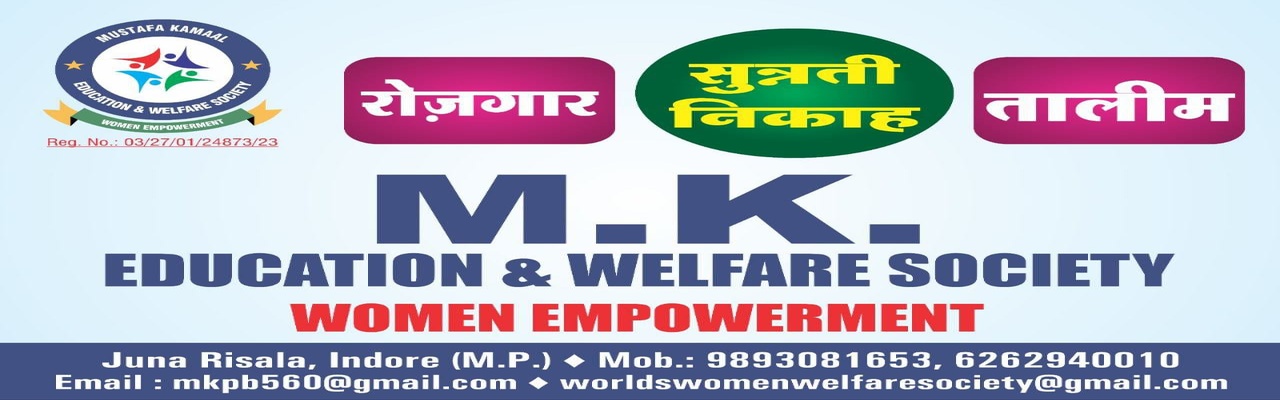 MUSTAFA KAMAAL
EDUCATION & WELFARE SOCIETY
WOMEN EMPOWERMENT
Reg. No.: 03/27/01/24873/23
रोज़गार
सुन्नती
निकाह
तालीम
M.K.
EDUCATION & WELFARE SOCIETY
WOMEN EMPOWERMENT
Juna Risala, Indore (M.P.) ◆ Mob.: 9893081653, 6262940010
Email : mkpb560@gmail.com ◆ worldswomenwelfaresociety@gmail.com